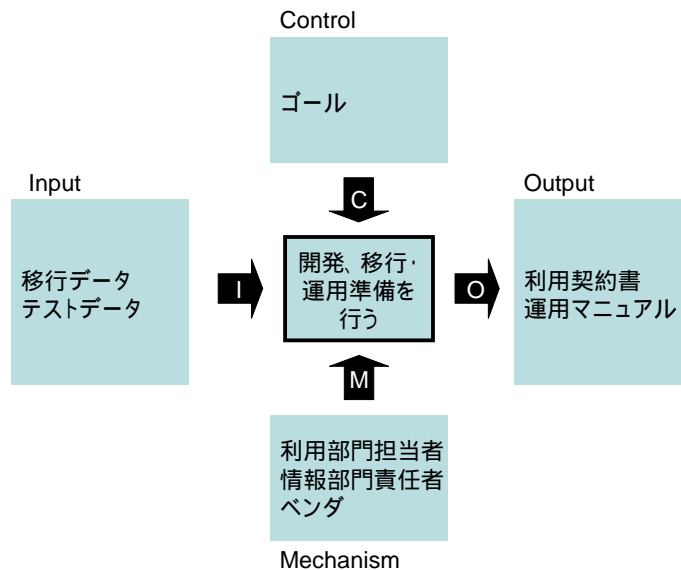 Control
ゴール
C
Input
移行データ
テストデータ
I
開発、移行・
運用準備を
行う
O
Output
利用契約書
運用マニュアル
M
利用部門担当者
情報部門責任者
ベンダ
Mechanism